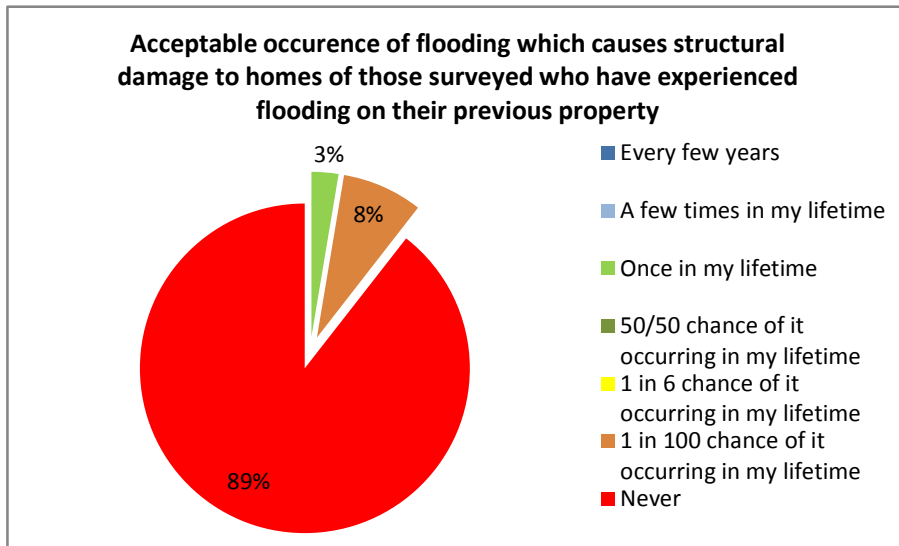 Acceptable occurence of flooding which causes structural
damage to homes of those surveyed who have experienced
flooding on their previous property
3%
8%
89%
Every few years
A few times in my lifetime
Once in my lifetime
50/50 chance of it
occurring in my lifetime
1 in 6 chance of it
occurring in my lifetime
1 in 100 chance of it
occurring in my lifetime
Never